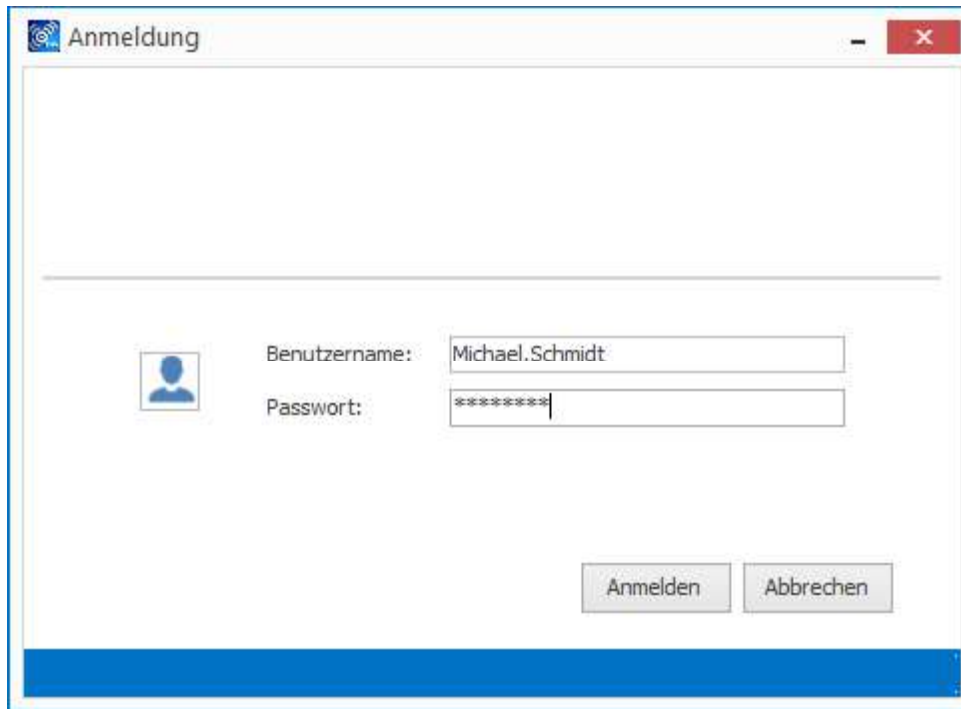 Anmeldung
Benutzername: Michael.Schmidt
Passwort: ********
Anmelden Abbrechen